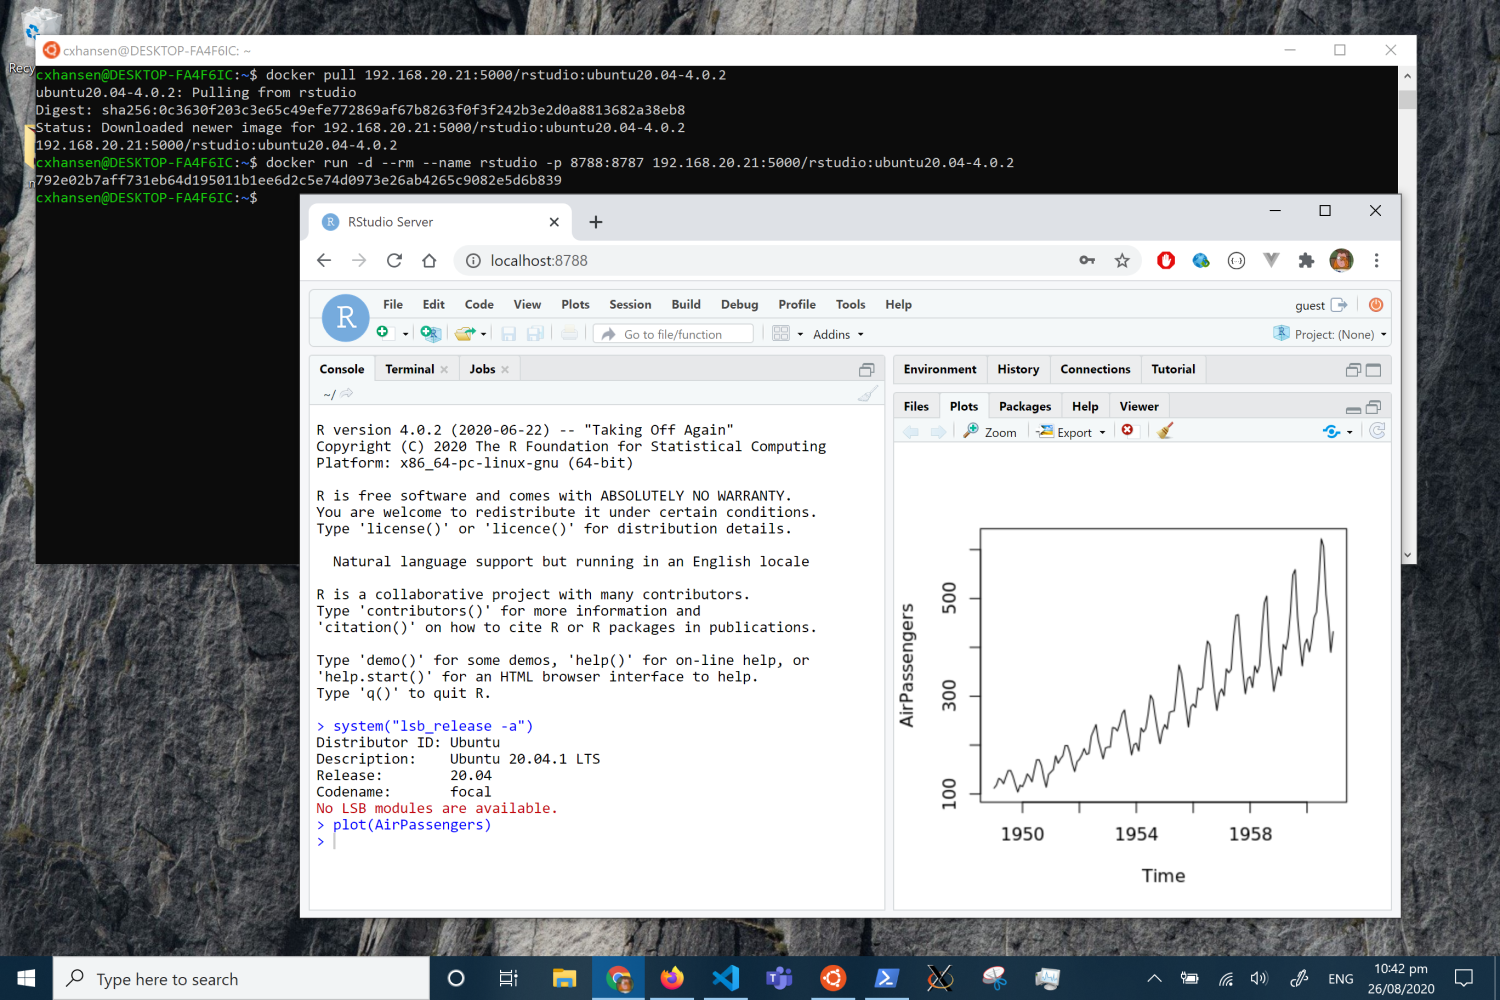 Recy
cxhansen@DESKTOP-FA4F6IC: ~
cxhansen@DESKTOP-FA4F6IC:~$ docker pull 192.168.20.21:5000/rstudio:ubuntu20.04-4.0.2
ubuntu20.04-4.0.2: Pulling from rstudio
Digest: sha256:0c3630f203c3e65c49efe772869af67b8263f0f3f242b3e2d0a8813682a38eb8
Status: Downloaded newer image for 192.168.20.21:5000/rstudio:ubuntu20.04-4.0.2
192.168.20.21:5000/rstudio:ubuntu20.04-4.0.2
cxhansen@DESKTOP-FA4F6IC:~$ docker run -d --rm --name rstudio -p 8788:8787 192.168.20.21:5000/rstudio:ubuntu20.04-4.0.2
792e02b7aff731eb64d195011b1ee6d2c5e74d0973e26ab4265c9082e5d6b839
cxhansen@DESKTOP-FA4F6IC:~$
RStudio Server
localhost:8788
File Edit Code View Plots Session Build Debug Profile Tools Help
guest
Go to file/function
Addins
Project: (None)
Console Terminal Jobs
~/
R version 4.0.2 (2020-06-22) -- "Taking Off Again"
Copyright (C) 2020 The R Foundation for Statistical Computing
Platform: x86_64-pc-linux-gnu (64-bit)
R is free software and comes with ABSOLUTELY NO WARRANTY.
You are welcome to redistribute it under certain conditions.
Type 'license()' or 'licence()' for distribution details.
Natural language support but running in an English locale
R is a collaborative project with many contributors.
Type 'contributors()' for more information and
'citation()' on how to cite R or R packages in publications.
Type 'demo()' for some demos, 'help()' for on-line help, or
'help.start()' for an HTML browser interface to help.
Type 'q()' to quit R.
> system("lsb_release -a")
Distributor ID: Ubuntu
Description: Ubuntu 20.04.1 LTS
Release: 20.04
Codename: focal
No LSB modules are available.
> plot(AirPassengers)
>
Environment History Connections Tutorial
Files Plots Packages Help Viewer
Zoom Export
AirPassengers
500
300
100
1950 1954 1958
Time
Type here to search
ENG
10:42 pm
26/08/2020